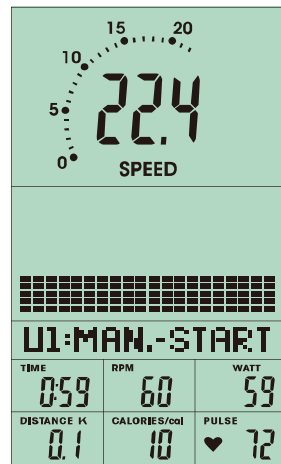 15 20
10
5
22.4
0
SPEED
U1:MAN.-START
TIME RPM WATT
0:59 60 59
DISTANCE K CALORIES/cal PULSE
0.1 10 72